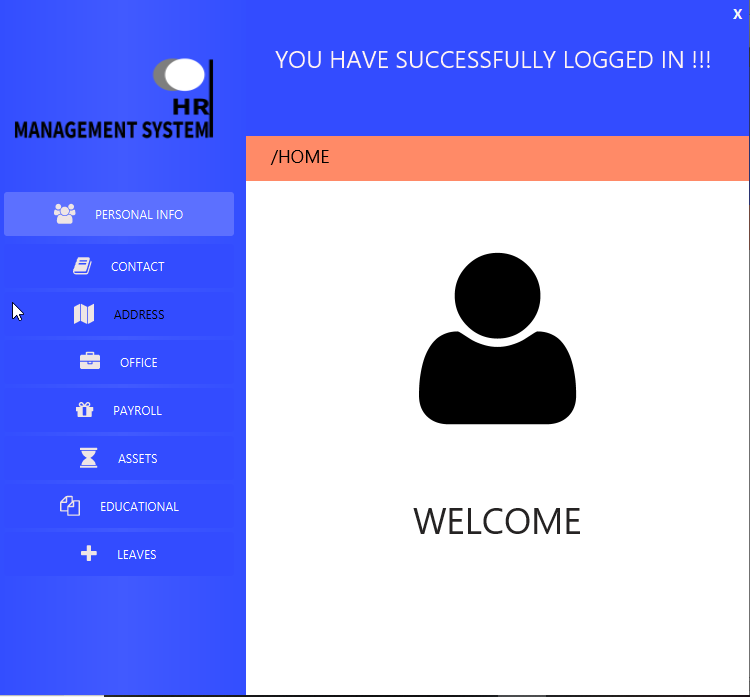 X
YOU HAVE SUCCESSFULLY LOGGED IN !!!
HR
MANAGEMENT SYSTEM
/HOME
PERSONAL INFO
CONTACT
ADDRESS
OFFICE
PAYROLL
ASSETS
EDUCATIONAL
LEAVES
WELCOME